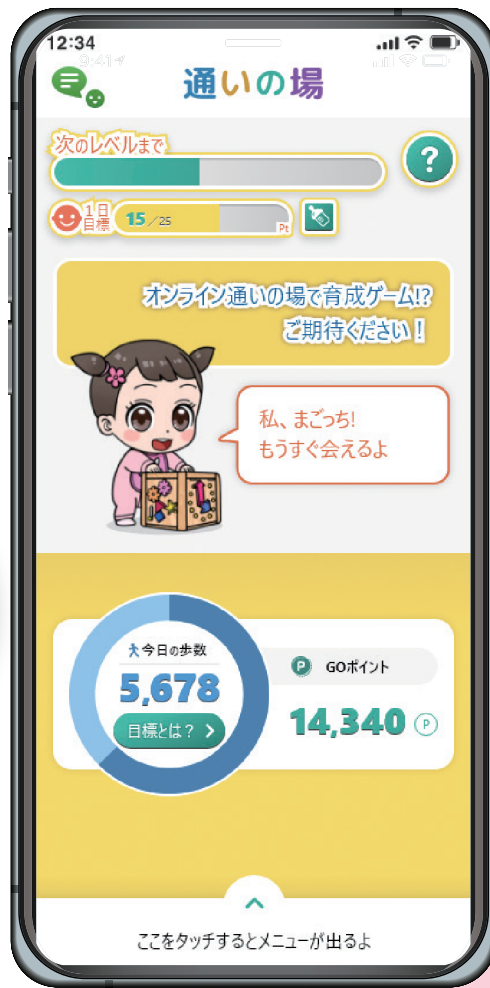 12:34
9:41
通いの場
次のレベルまで
?
1日
目標
15/25
Pt
オンライン通いの場で育成ゲーム!?
ご期待ください!
私、まごっち!
もうすぐ会えるよ
今日の歩数
5,678
目標とは?
P GOポイント
14,340 P
ここをタッチするとメニューが出るよ